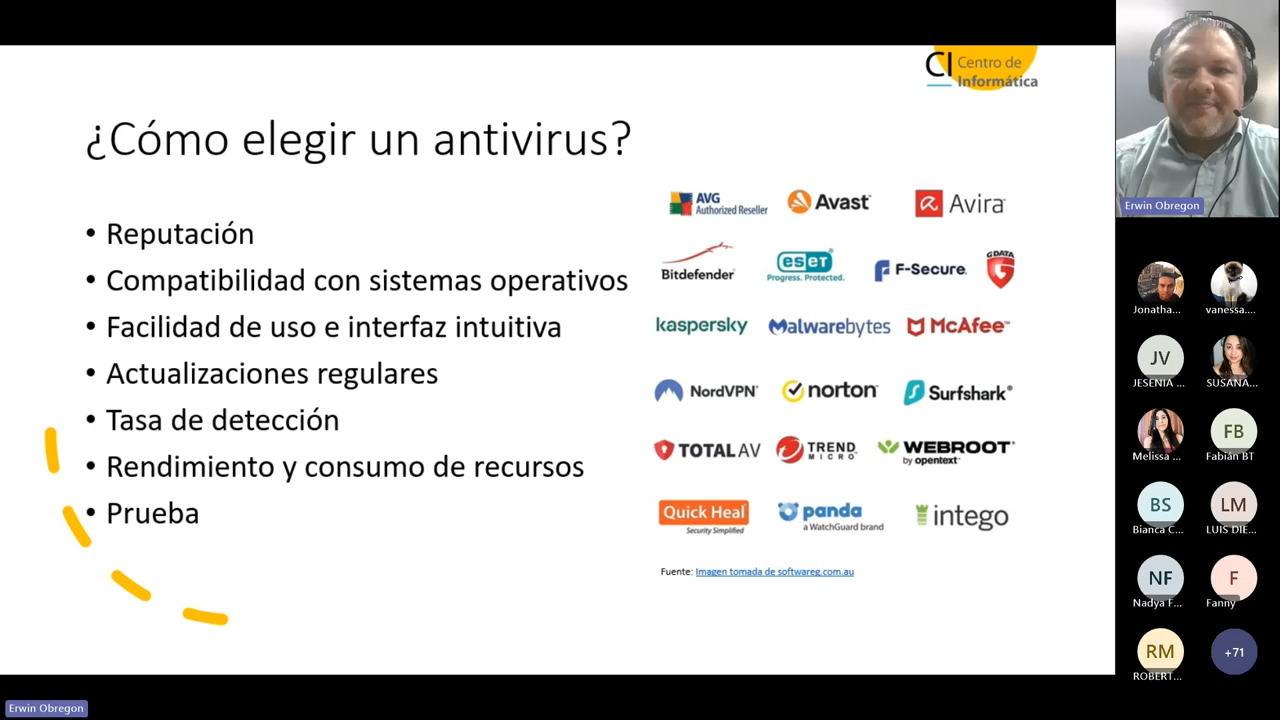 CI Centro de
Informática
¿Cómo elegir un antivirus?
• Reputación
• Compatibilidad con sistemas operativos
• Facilidad de uso e interfaz intuitiva
• Actualizaciones regulares
• Tasa de detección
• Rendimiento y consumo de recursos
• Prueba
AVG
Authorized Reseller
Avast
Avira
Bitdefender
eseT
Progress. Protected.
F-Secure.
G DATA
kaspersky
Malwarebytes
McAfee
NordVPN
norton
Surfshark
TOTAL AV
TREND
MICRO
WEBROOT
by opentext
Quick Heal
Security Simplified
panda
a WatchGuard brand
intego
Fuente: Imagen tomada de softwareg.com.au
Erwin Obregon
Jonatha...
vanessa....
JV
JESENIA ...
SUSANA...
Melissa ...
FB
Fabián BT
BS
Bianca C...
LM
LUIS DIE...
NF
Nadya F...
F
Fanny
RM
ROBERT...
+71
Erwin Obregon